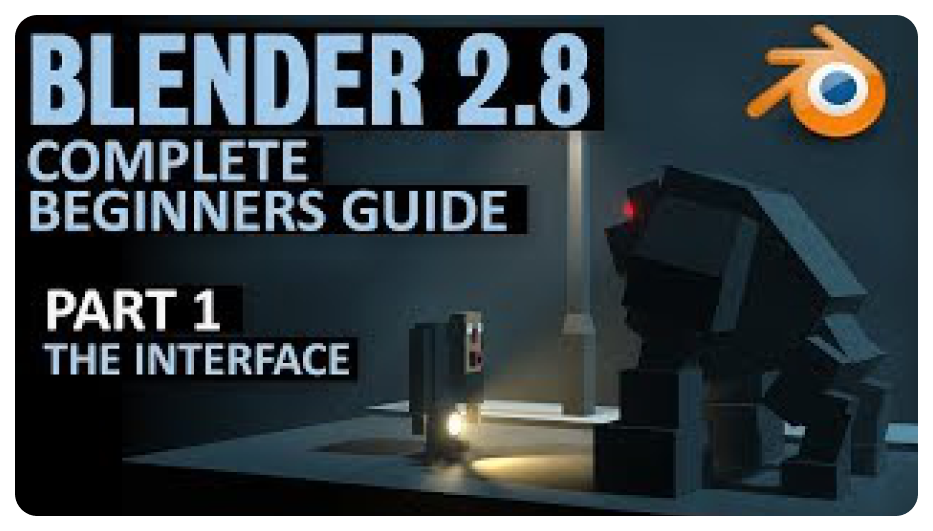 BLENDER 2.8
COMPLETE
BEGINNERS GUIDE
PART 1
THE INTERFACE